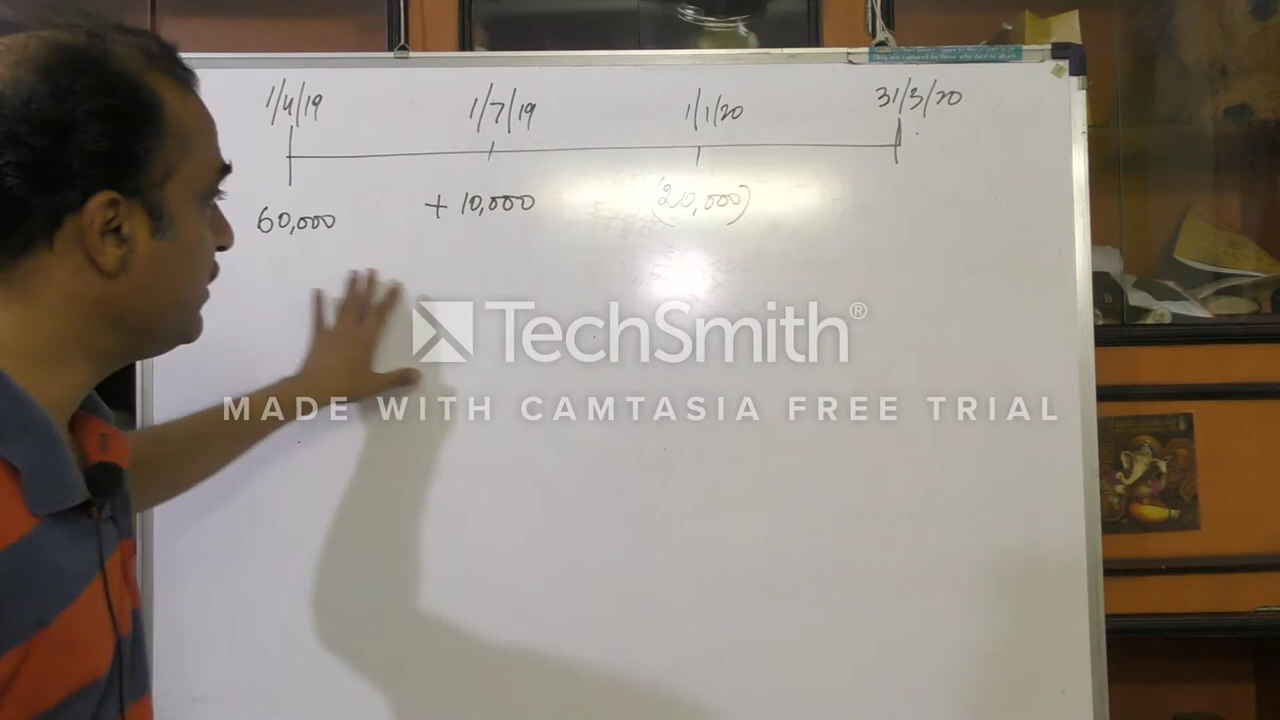 1/4/19 1/7/19 1/1/20 31/3/20
60,000 + 10,000 (20,000)
TechSmith®
MADE WITH CAMTASIA FREE TRIAL